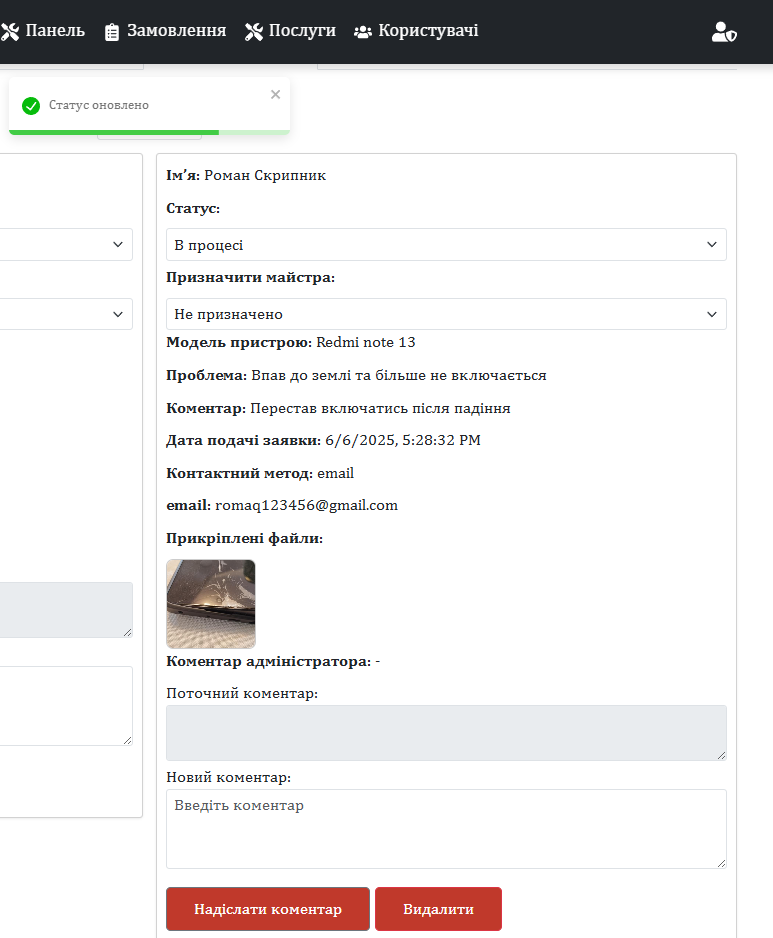 Панель Замовлення Послуги Користувачі
Статус оновлено
Ім’я: Роман Скрипник
Статус:
В процесі
Призначити майстра:
Не призначено
Модель пристрою: Redmi note 13
Проблема: Впав до землі та більше не включається
Коментар: Перестав включатись після падіння
Дата подачі заявки: 6/6/2025, 5:28:32 PM
Контактний метод: email
email: romaq123456@gmail.com
Прикріплені файли:
Коментар адміністратора: -
Поточний коментар:
Новий коментар:
Введіть коментар
Надіслати коментар Видалити